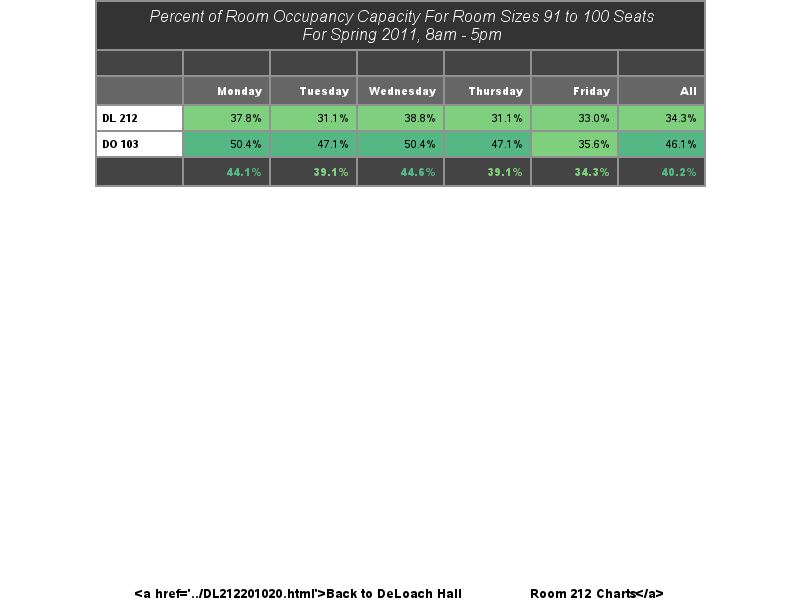 Percent of Room Occupancy Capacity For Room Sizes 91 to 100 Seats
For Spring 2011, 8am - 5pm
Monday Tuesday Wednesday Thursday Friday All
DL 212 37.8% 31.1% 38.8% 31.1% 33.0% 34.3%
DO 103 50.4% 47.1% 50.4% 47.1% 35.6% 46.1%
44.1% 39.1% 44.6% 39.1% 34.3% 40.2%
<a href='../DL212201020.html'>Back to DeLoach Hall Room 212 Charts</a>